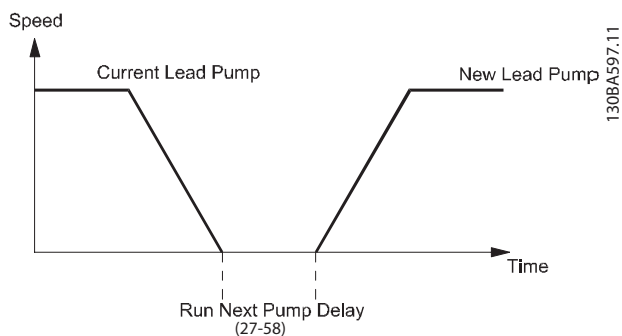 Speed
Current Lead Pump
New Lead Pump
130BA597.11
Time
Run Next Pump Delay
(27-58)